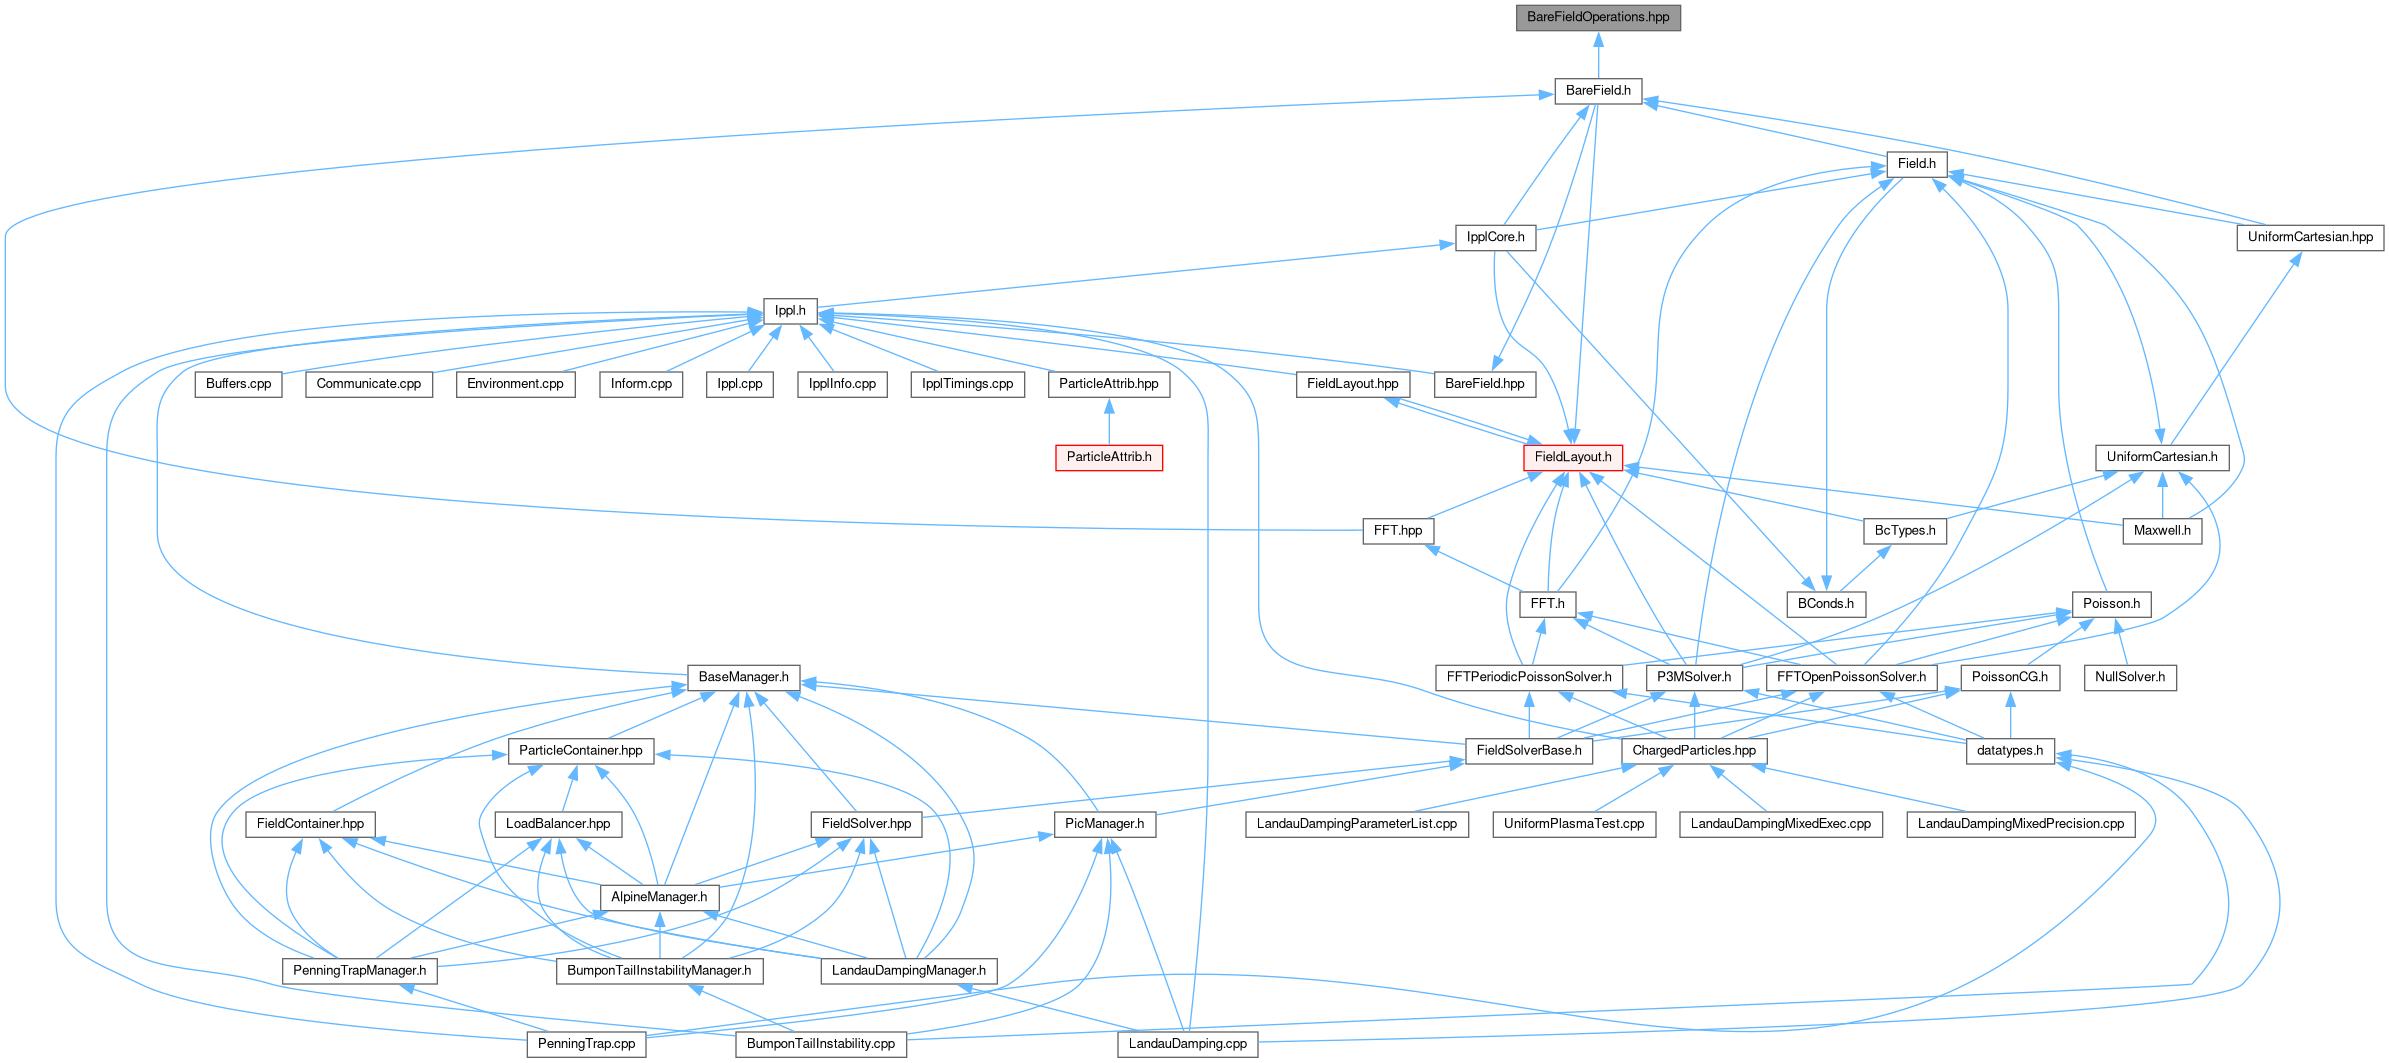 BareFieldOperations.hpp
BareField.h
Field.h
IpplCore.h
UniformCartesian.hpp
Ippl.h
Buffers.cpp
Communicate.cpp
Environment.cpp
Inform.cpp
Ippl.cpp
IpplInfo.cpp
IpplTimings.cpp
ParticleAttrib.hpp
FieldLayout.hpp
BareField.hpp
ParticleAttrib.h
FieldLayout.h
UniformCartesian.h
FFT.hpp
BcTypes.h
Maxwell.h
FFT.h
BConds.h
Poisson.h
BaseManager.h
FFTPeriodicPoissonSolver.h
P3MSolver.h
FFTOpenPoissonSolver.h
PoissonCG.h
NullSolver.h
ParticleContainer.hpp
FieldSolverBase.h
ChargedParticles.hpp
datatypes.h
FieldContainer.hpp
LoadBalancer.hpp
FieldSolver.hpp
PicManager.h
LandauDampingParameterList.cpp
UniformPlasmaTest.cpp
LandauDampingMixedExec.cpp
LandauDampingMixedPrecision.cpp
AlpineManager.h
PenningTrapManager.h
BumponTailInstabilityManager.h
LandauDampingManager.h
PenningTrap.cpp
BumponTailInstability.cpp
LandauDamping.cpp